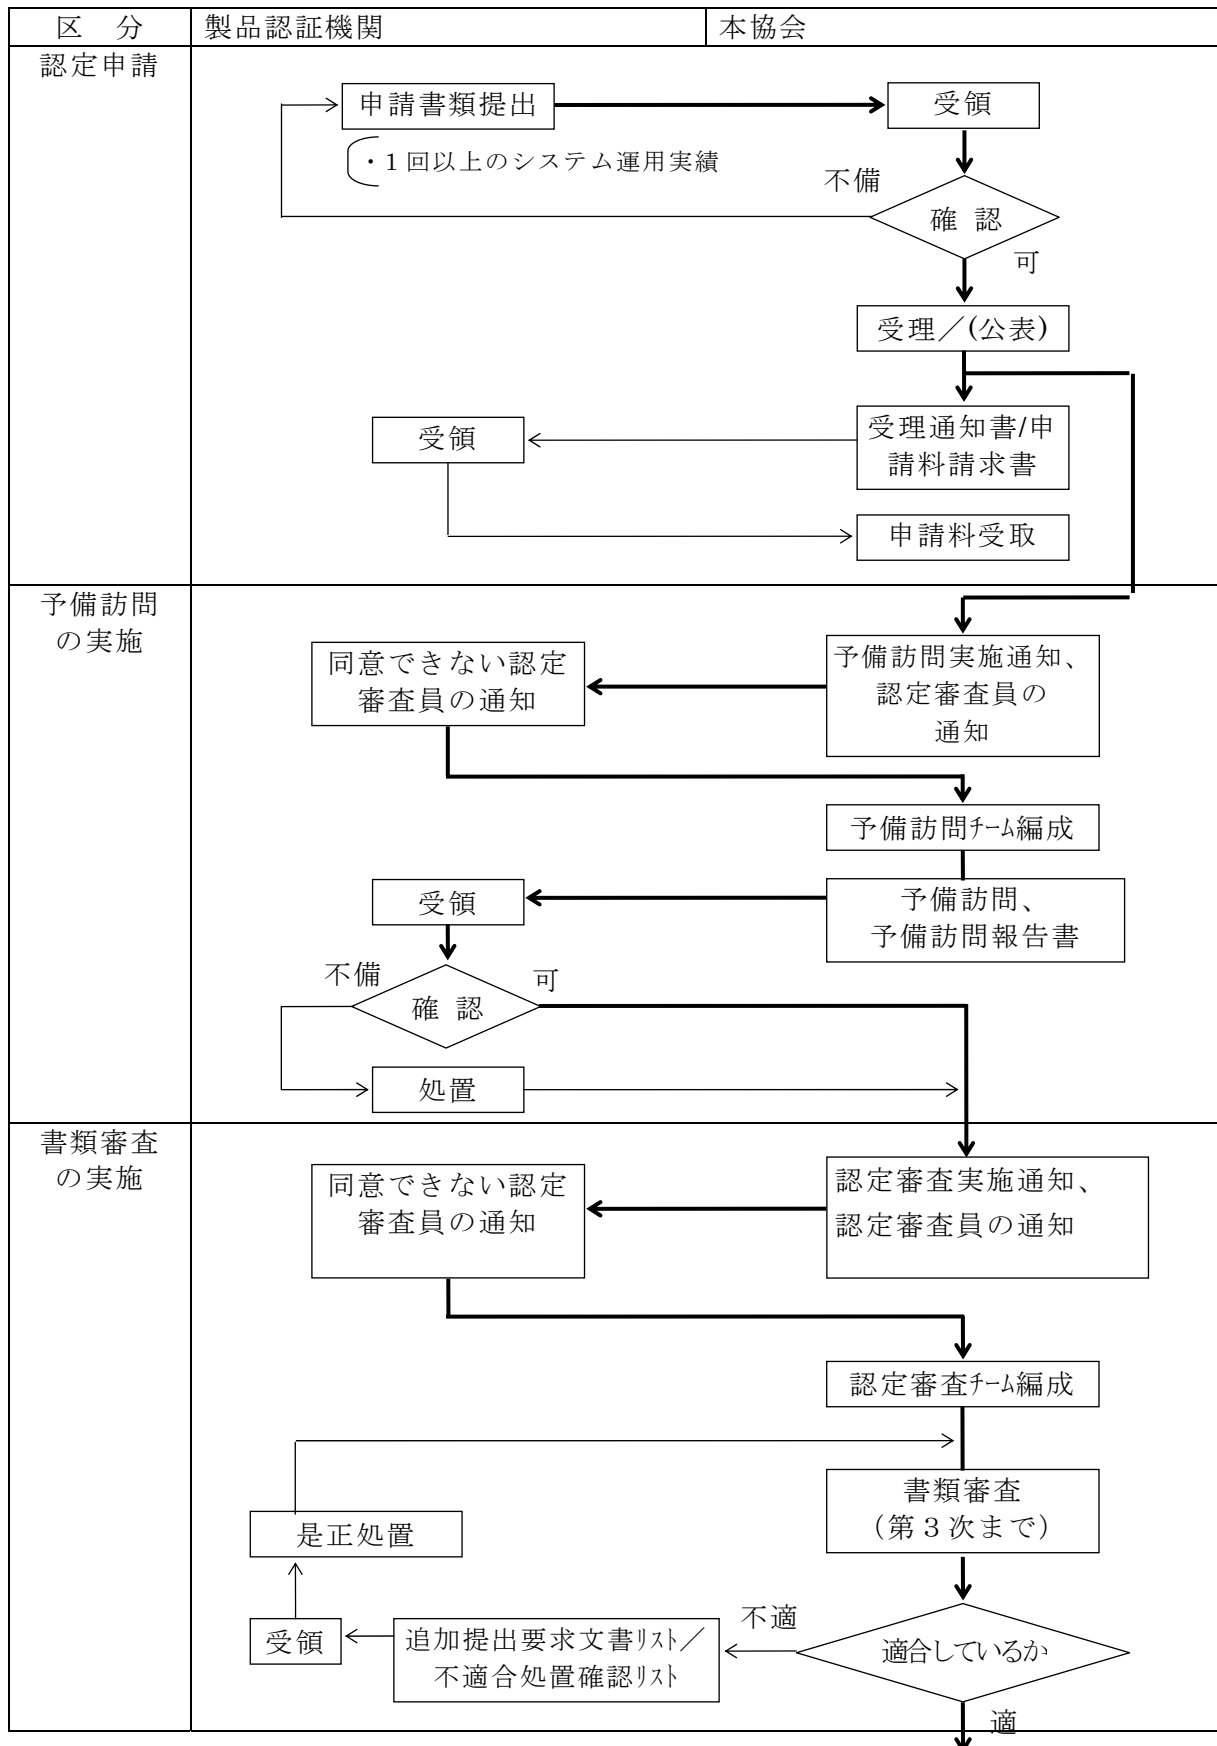 区　分
製品認証機関
本協会
認定申請
申請書類提出
受領
・１回以上のシステム運用実績
不備
確 認
可
受理／(公表)
受領
受理通知書/申
請料請求書
申請料受取
予備訪問
の実施
同意できない認定
審査員の通知
予備訪問実施通知、
認定審査員の
通知
予備訪問ﾁｰﾑ編成
受領
予備訪問、
予備訪問報告書
不備
可
確 認
処置
書類審査
の実施
同意できない認定
審査員の通知
認定審査実施通知、
認定審査員の通知
認定審査ﾁｰﾑ編成
書類審査
（第３次まで）
是正処置
不適
受領
追加提出要求文書ﾘｽﾄ／
不適合処置確認ﾘｽﾄ
適合しているか
適